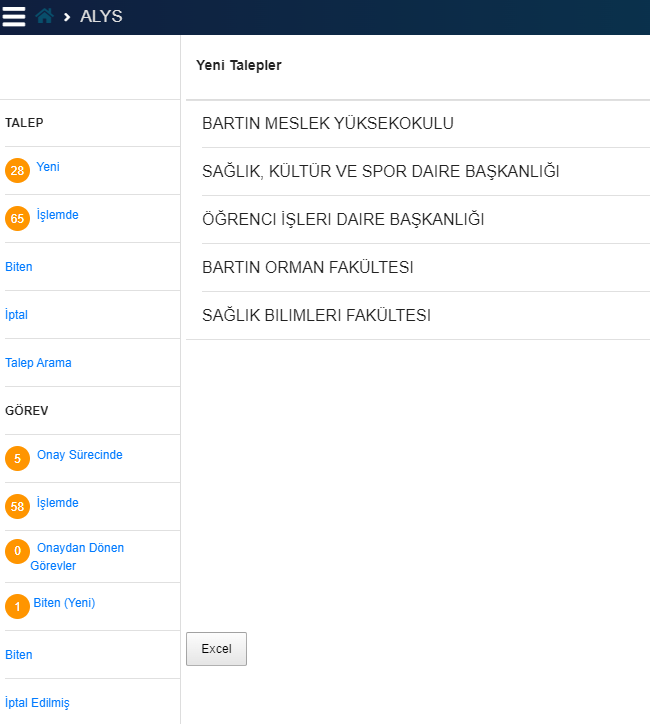 ALYS
Yeni Talepler
TALEP
28 Yeni
65 İşlemde
Biten
İptal
Talep Arama
GÖREV
5 Onay Sürecinde
58 İşlemde
0 Onaydan Dönen
Görevler
1 Biten (Yeni)
Biten
İptal Edilmiş
BARTIN MESLEK YÜKSEKOKULU
SAĞLIK, KÜLTÜR VE SPOR DAIRE BAŞKANLIĞI
ÖĞRENCI İŞLERI DAIRE BAŞKANLIĞI
BARTIN ORMAN FAKÜLTESI
SAĞLIK BILIMLERI FAKÜLTESI
Excel